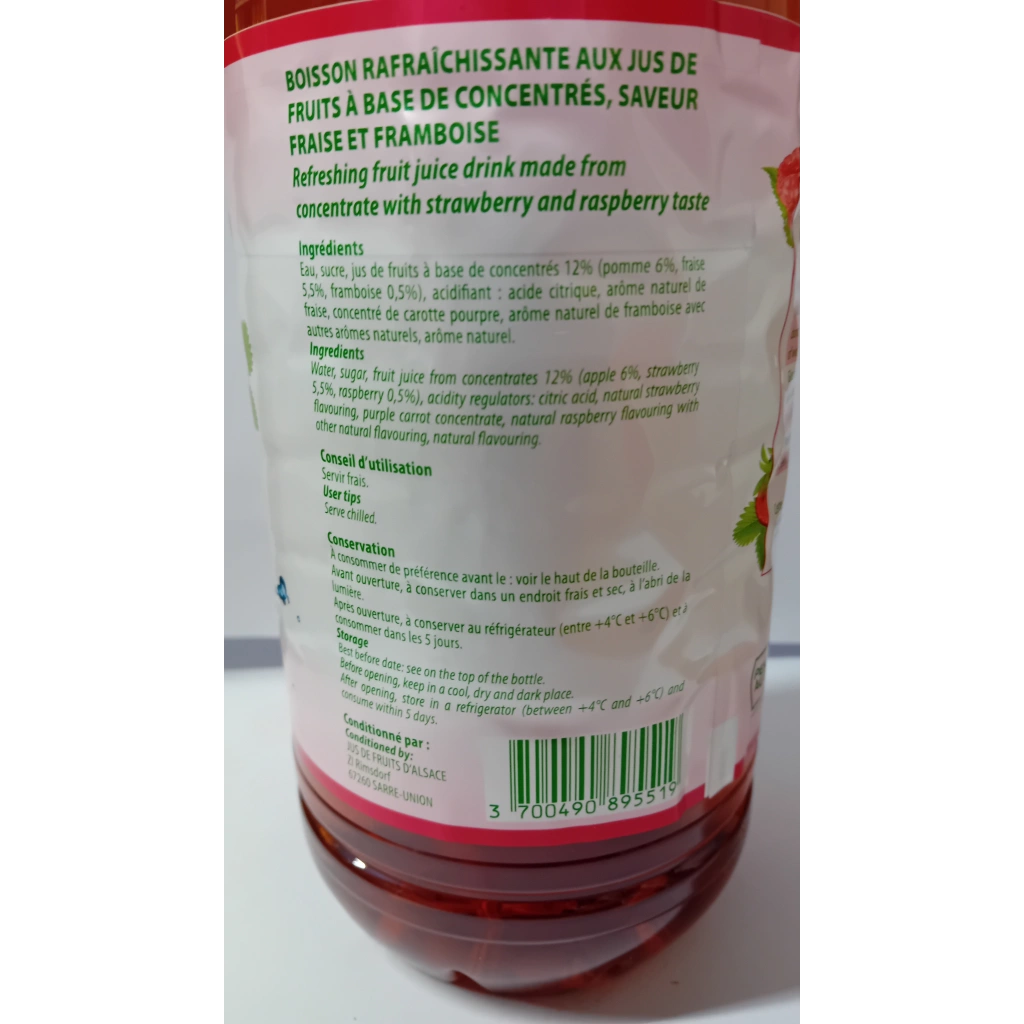 BOISSON RAFRAÎCHISSANTE AUX JUS DE
FRUITS À BASE DE CONCENTRÉS, SAVEUR
FRAISE ET FRAMBOISE
Refreshing fruit juice drink made from
concentrate with strawberry and raspberry taste
Ingrédients
Eau, sucre, jus de fruits à base de concentrés 12% (pomme 6%, fraise
5,5%, framboise 0,5%), acidifiant : acide citrique, arôme naturel de
fraise, concentré de carotte pourpre, arôme naturel de framboise avec
autres arômes naturels, arôme naturel.
Ingredients
Water, sugar, fruit juice from concentrates 12% (apple 6%, strawberry
5,5%, raspberry 0,5%), acidity regulators: citric acid, natural strawberry
flavouring, purple carrot concentrate, natural raspberry flavouring with
other natural flavouring, natural flavouring.
Conseil d'utilisation
Servir frais.
User tips
Serve chilled.
Conservation
À consommer de préférence avant le : voir le haut de la bouteille.
Avant ouverture, à conserver dans un endroit frais et sec, à l'abri de la
lumière.
Après ouverture, à conserver au réfrigérateur (entre +4°C et +6°C) et à
consommer dans les 5 jours.
Storage
Best before date: see on the top of the bottle.
Before opening, keep in a cool, dry and dark place.
After opening, store in a refrigerator (between +4°C and +6°C) and
consume within 5 days.
Conditionné par :
Conditioned by:
JUS DE FRUITS D'ALSACE
ZI Rimsdorf
67260 SARRE-UNION
3 700490 895519